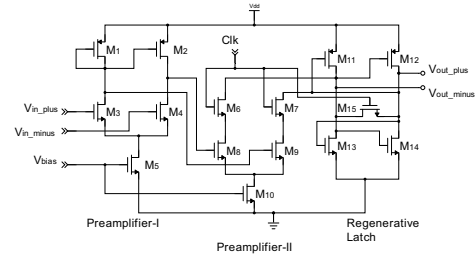 Vdd
M1
M2
Clk
M11
M12
Vout_plus
Vout_minus
Vin_plus
M3
M4
M6
M7
M15
Vin_minus
M8
M9
M13
M14
Vbias
M5
M10
Preamplifier-I
Regenerative
Latch
Preamplifier-II